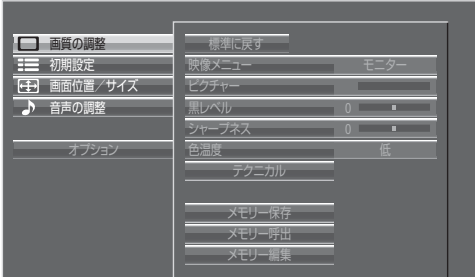 画質の調整
初期設定
画面位置／サイズ
音声の調整
オプション
標準に戻す
映像メニュー モニター
ピクチャー
黒レベル 0
シャープネス 0
色温度 低
テクニカル
メモリー保存
メモリー呼出
メモリー編集